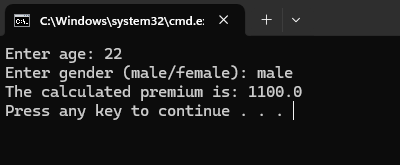 C:\Windows\system32\cmd.e
Enter age: 22
Enter gender (male/female): male
The calculated premium is: 1100.0
Press any key to continue . . .